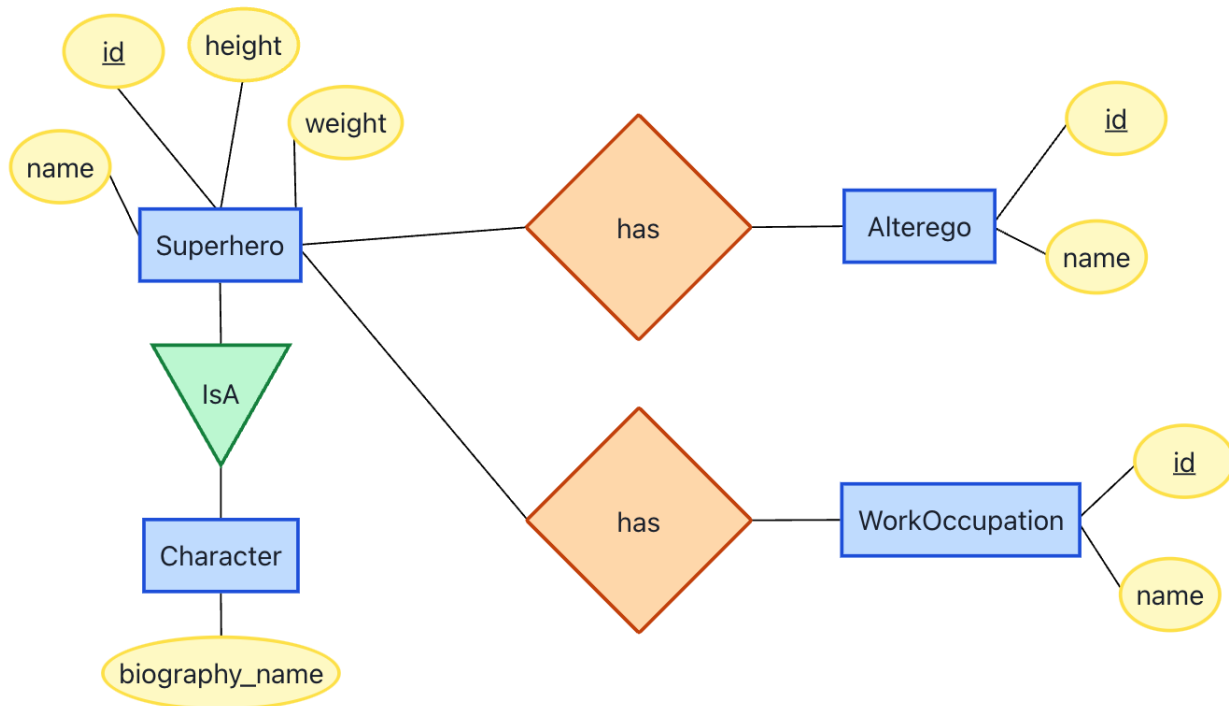 id
height
weight
name
id
Superhero
has
Alterego
name
IsA
id
has
WorkOccupation
Character
name
biography_name